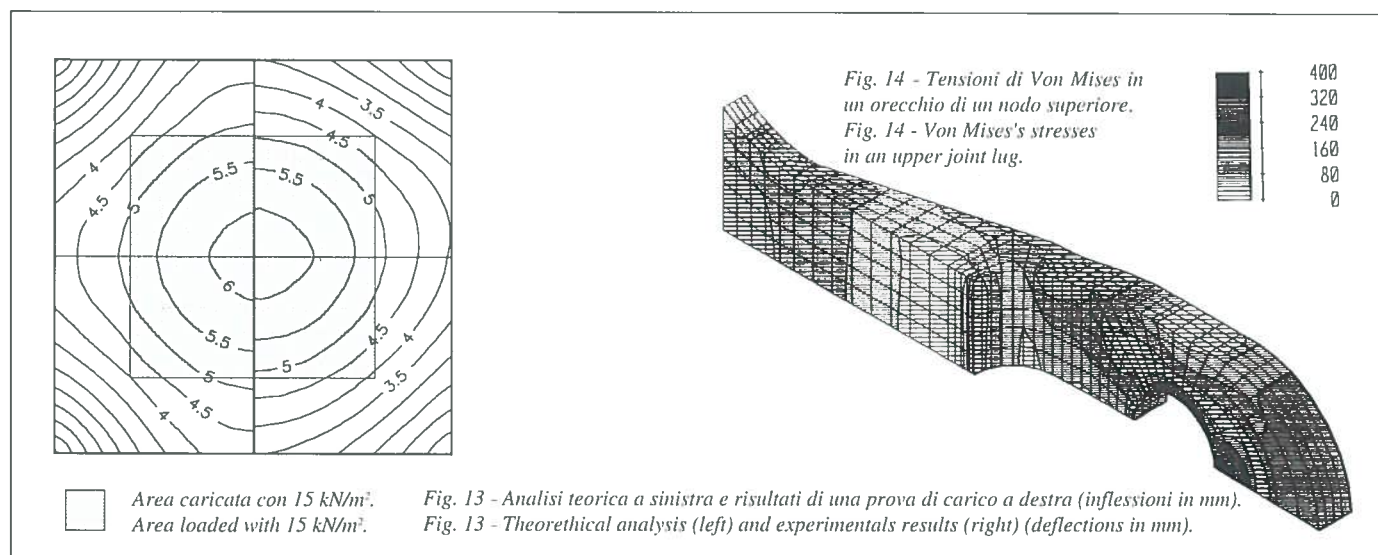 4
3.5
4
4.5
5
5.5
5.5
5
6
5.5
5
4.5
4
5
4.5
4
3.5
Area caricata con 15 kN/m².
Area loaded with 15 kN/m².
Fig. 13 - Analisi teorica a sinistra e risultati di una prova di carico a destra (inflessioni in mm).
Fig. 13 - Theorethical analysis (left) and experimentals results (right) (deflections in mm).
Fig. 14 - Tensioni di Von Mises in
un orecchio di un nodo superiore.
Fig. 14 - Von Mises's stresses
in an upper joint lug.
400
320
240
160
80
0